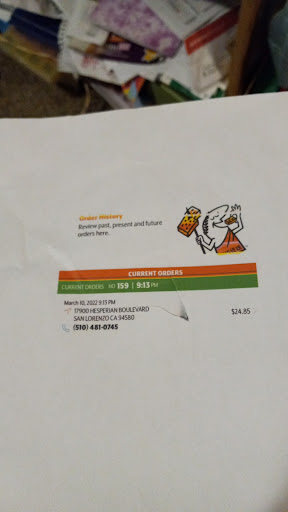 Order History
Review past, present and future
orders here.
CURRENT ORDERS
CURRENT ORDERS NO 159 | 9:13 PM
March 10, 2022 9:13 PM
17900 HESPERIAN BOULEVARD $24.85
SAN LORENZO CA 94580
(510) 481-0745